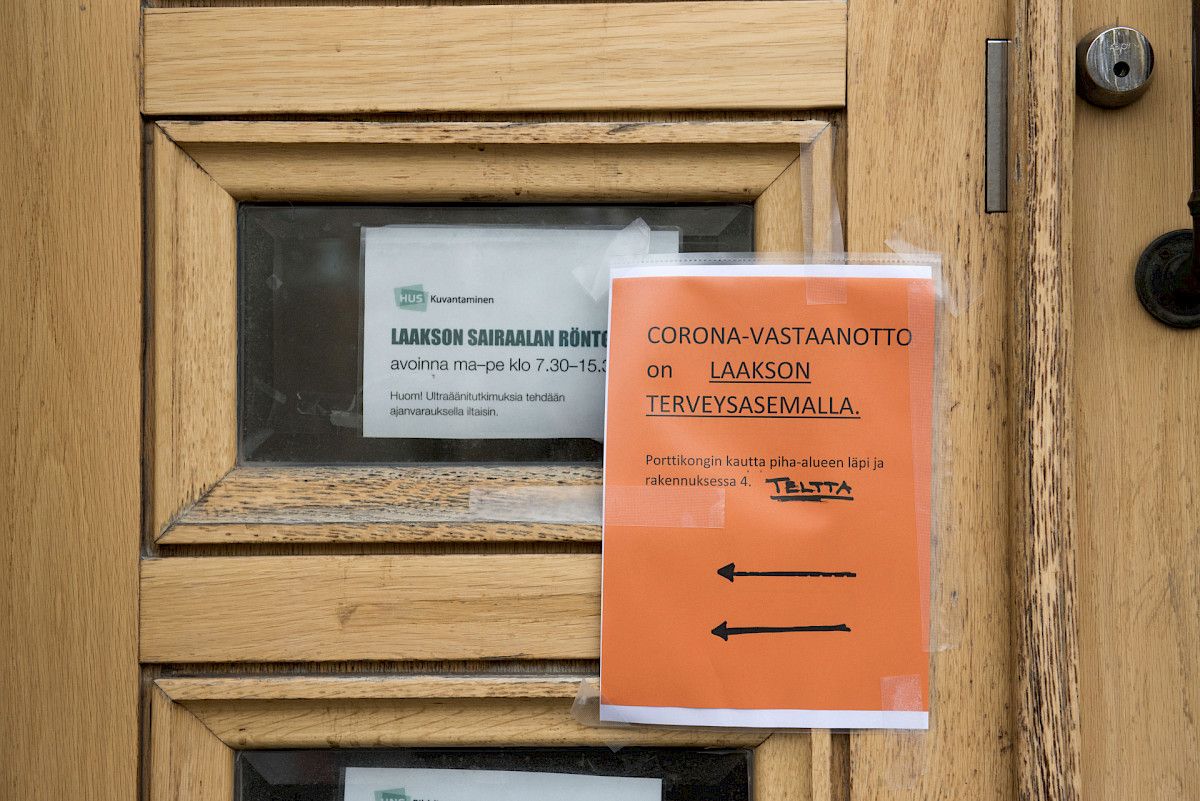 HUS Kuvantaminen
LAAKSON SAIRAALAN
avoinna ma–pe klo 7.30–15.3
Huom! Ultraäänitutkimuksia tehdään
ajanvarauksella iltaisin.
CORONA-VASTAANOTTO
on LAAKSON
TERVEYSASEMALLA.
Porttikongin kautta piha-alueen läpi ja
rakennuksessa 4. TELTTA